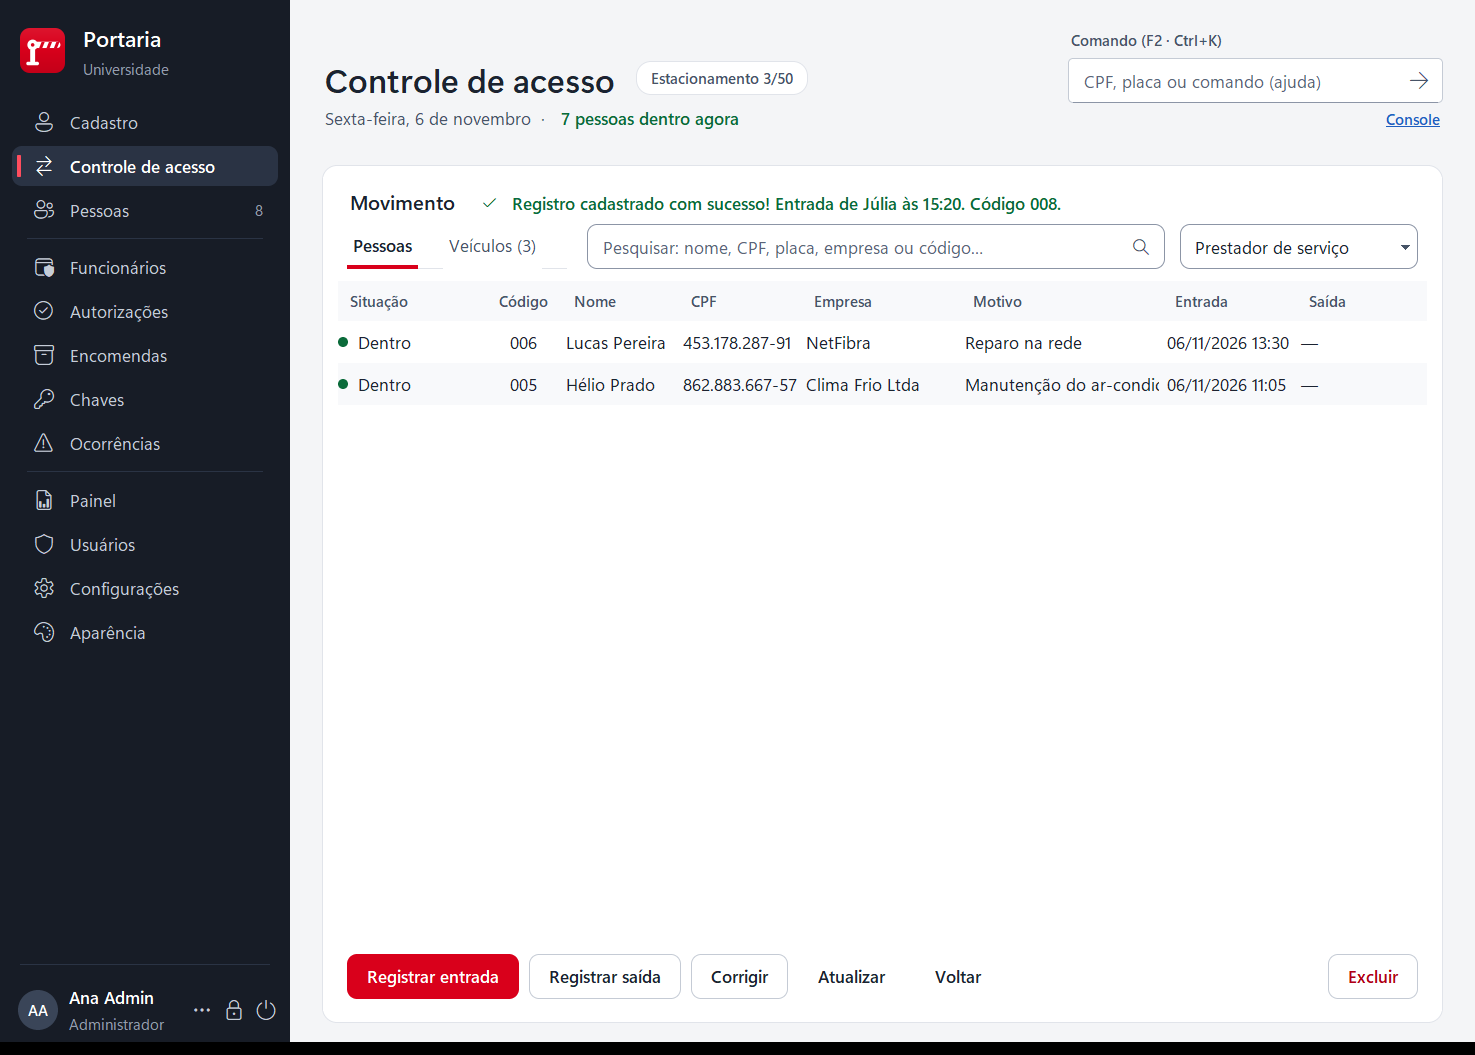 Portaria
Universidade
Cadastro
Controle de acesso
Pessoas 8
Funcionários
Autorizações
Encomendas
Chaves
Ocorrências
Painel
Usuários
Configurações
Aparência
AA
Ana Admin
Administrador
Controle de acesso
Estacionamento 3/50
Sexta-feira, 6 de novembro · 7 pessoas dentro agora
Comando (F2 · Ctrl+K)
CPF, placa ou comando (ajuda)
Console
Movimento
Registro cadastrado com sucesso! Entrada de Júlia às 15:20. Código 008.
Pessoas Veículos (3)
Pesquisar: nome, CPF, placa, empresa ou código...
Prestador de serviço
Situação Código Nome CPF Empresa Motivo Entrada Saída
Dentro 006 Lucas Pereira 453.178.287-91 NetFibra Reparo na rede 06/11/2026 13:30 —
Dentro 005 Hélio Prado 862.883.667-57 Clima Frio Ltda Manutenção do ar-condic 06/11/2026 11:05 —
Registrar entrada
Registrar saída
Corrigir
Atualizar
Voltar
Excluir